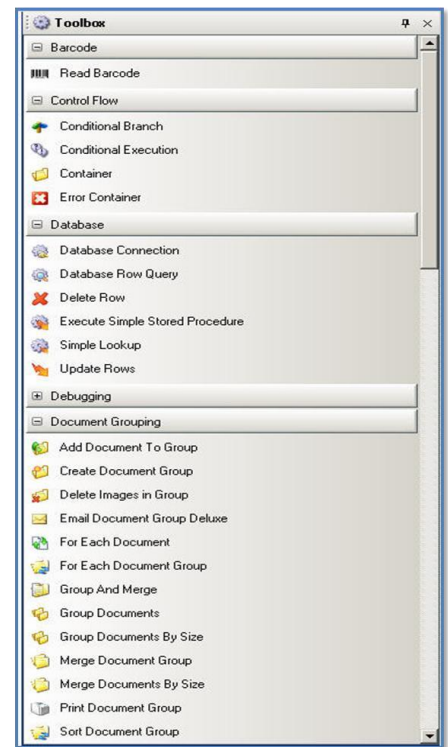 Toolbox
Barcode
Read Barcode
Control Flow
Conditional Branch
Conditional Execution
Container
Error Container
Database
Database Connection
Database Row Query
Delete Row
Execute Simple Stored Procedure
Simple Lookup
Update Rows
Debugging
Document Grouping
Add Document To Group
Create Document Group
Delete Images in Group
Email Document Group Deluxe
For Each Document
For Each Document Group
Group And Merge
Group Documents
Group Documents By Size
Merge Document Group
Merge Documents By Size
Print Document Group
Sort Document Group